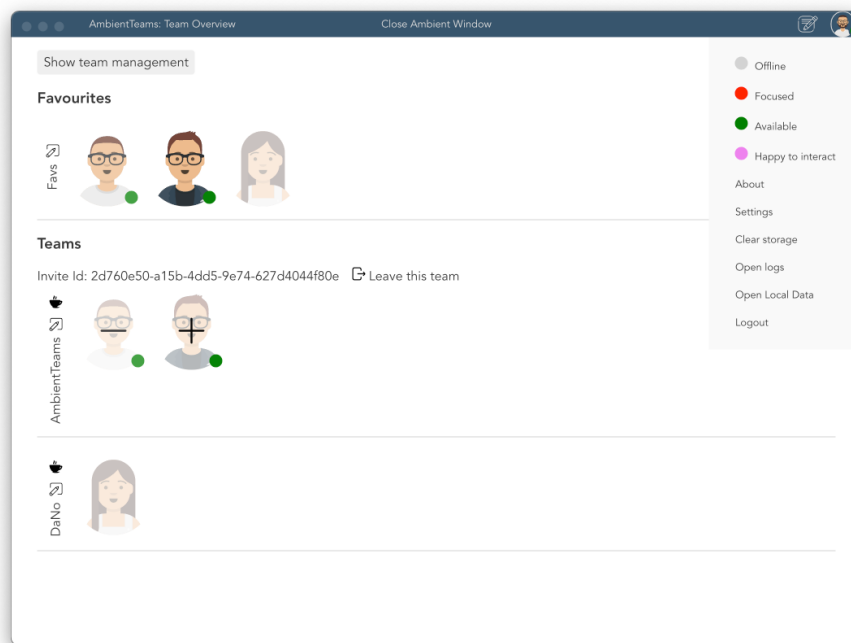 AmbientTeams: Team Overview
Close Ambient Window
Show team management
Favourites
Favs
Teams
Invite Id: 2d760e50-a15b-4dd5-9e74-627d4044f80e
Leave this team
AmbientTeams
DaNo
Offline
Focused
Available
Happy to interact
About
Settings
Clear storage
Open logs
Open Local Data
Logout